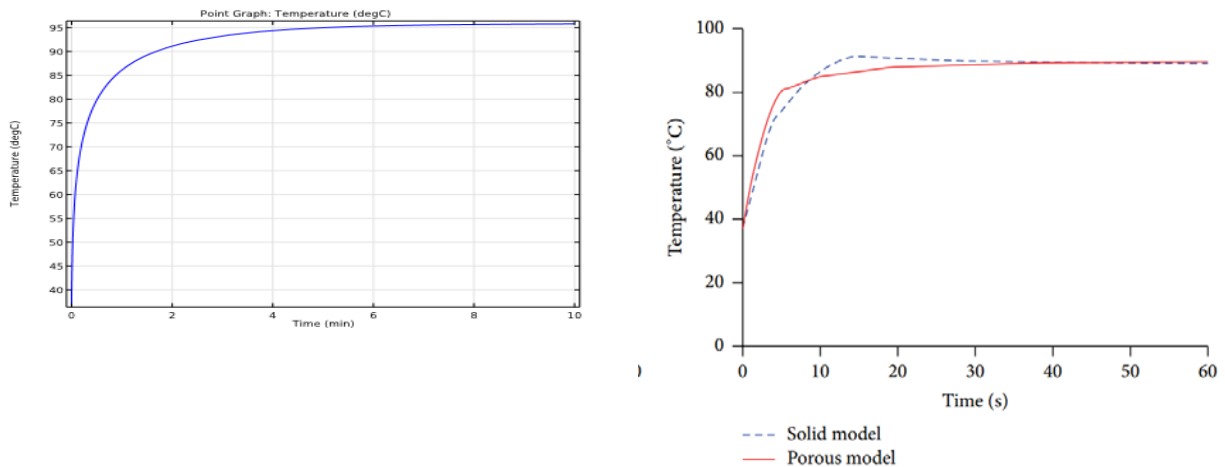 Point Graph: Temperature (degC)
Temperature (degC)
95
90
85
80
75
70
65
60
55
50
45
40
0 2 4 6 8 10
Time (min)
Temperature (°C)
100
80
60
40
20
0
0 10 20 30 40 50 60
Time (s)
Solid model
Porous model